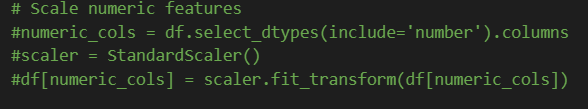 # Scale numeric features
#numeric_cols = df.select_dtypes(include='number').columns
#scaler = StandardScaler()
#df[numeric_cols] = scaler.fit_transform(df[numeric_cols])